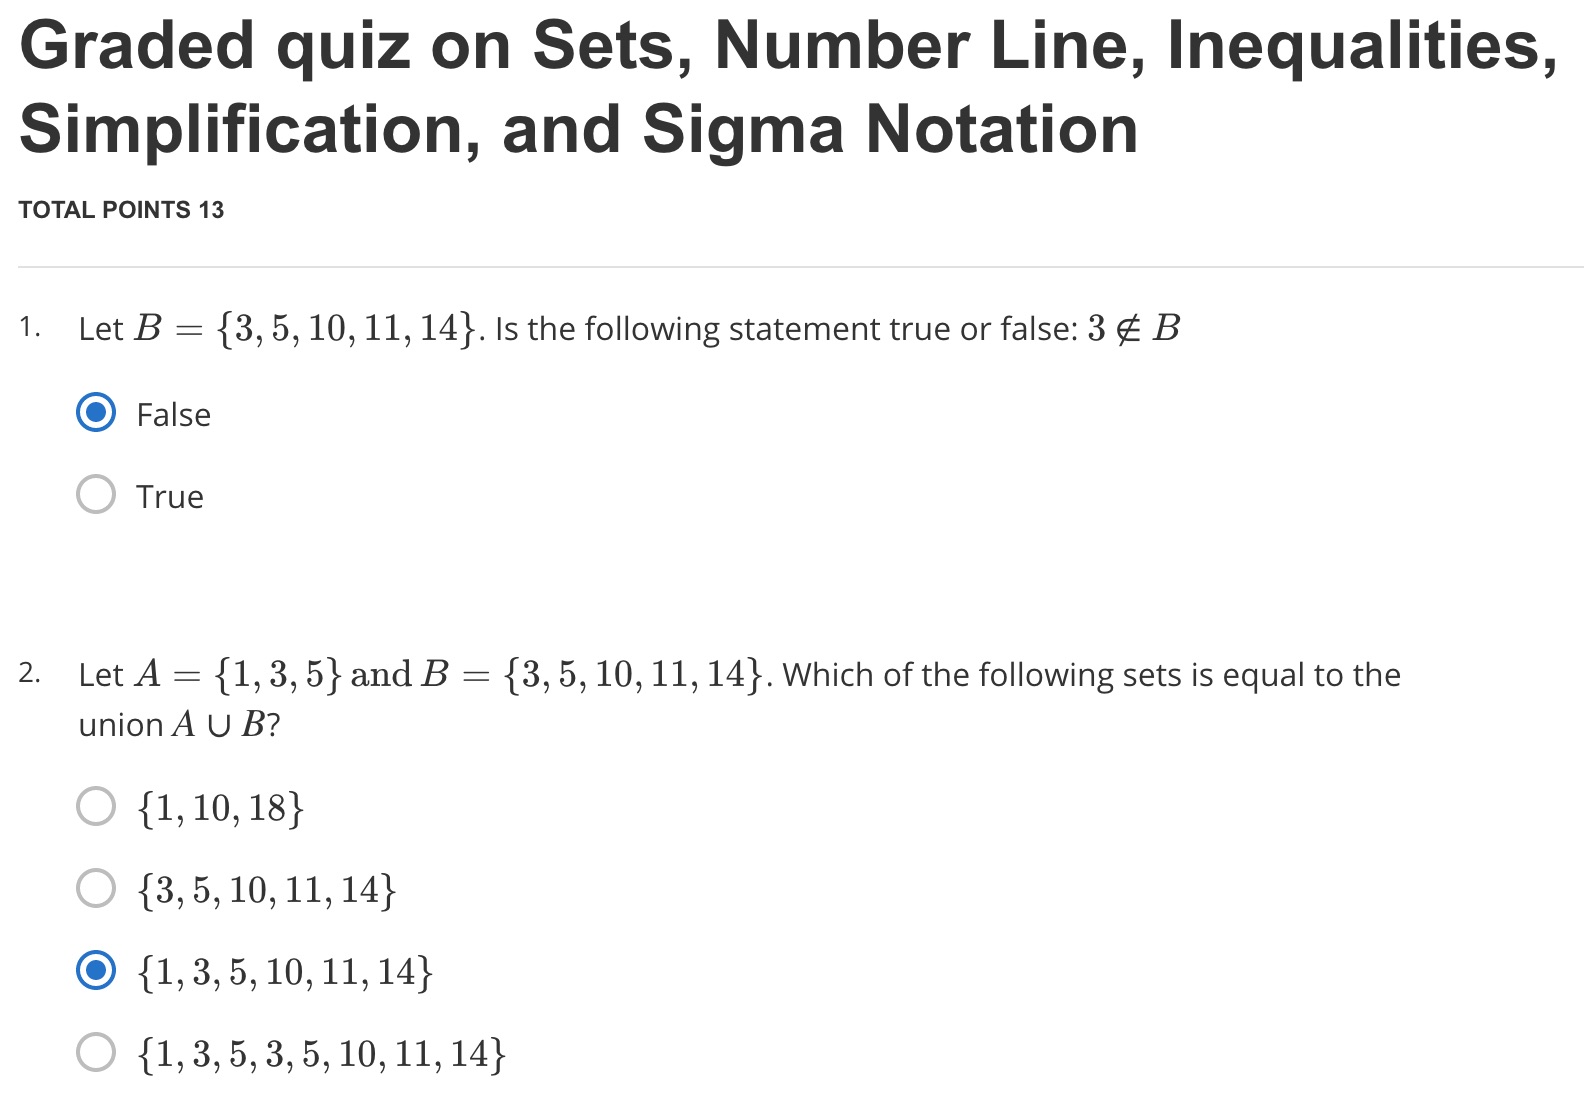 Graded quiz on Sets, Number Line, Inequalities,
Simplification, and Sigma Notation
TOTAL POINTS 13
1. Let B = {3, 5, 10, 11, 14}. Is the following statement true or false: 3 ∉ B
False
True
2. Let A = {1, 3, 5} and B = {3, 5, 10, 11, 14}. Which of the following sets is equal to the
union A ∪ B?
{1, 10, 18}
{3, 5, 10, 11, 14}
{1, 3, 5, 10, 11, 14}
{1, 3, 5, 3, 5, 10, 11, 14}